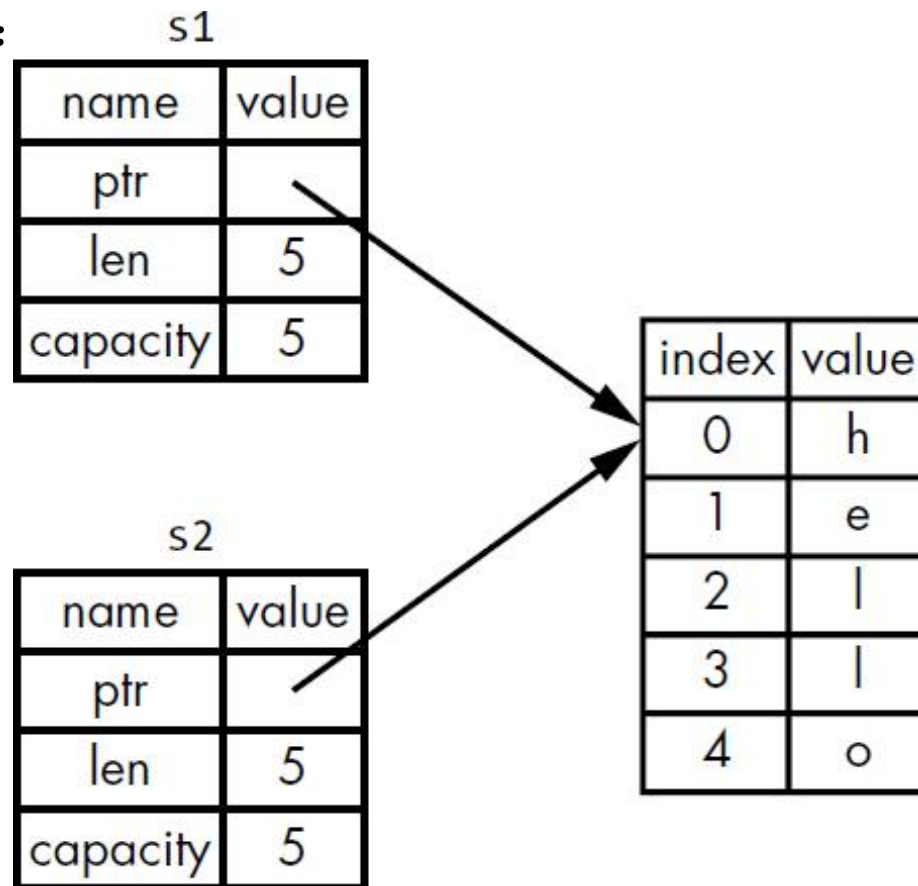 :
s1
name value
ptr
len 5
capacity 5
index value
0 h
1 e
2 l
3 l
4 o
s2
name value
ptr
len 5
capacity 5